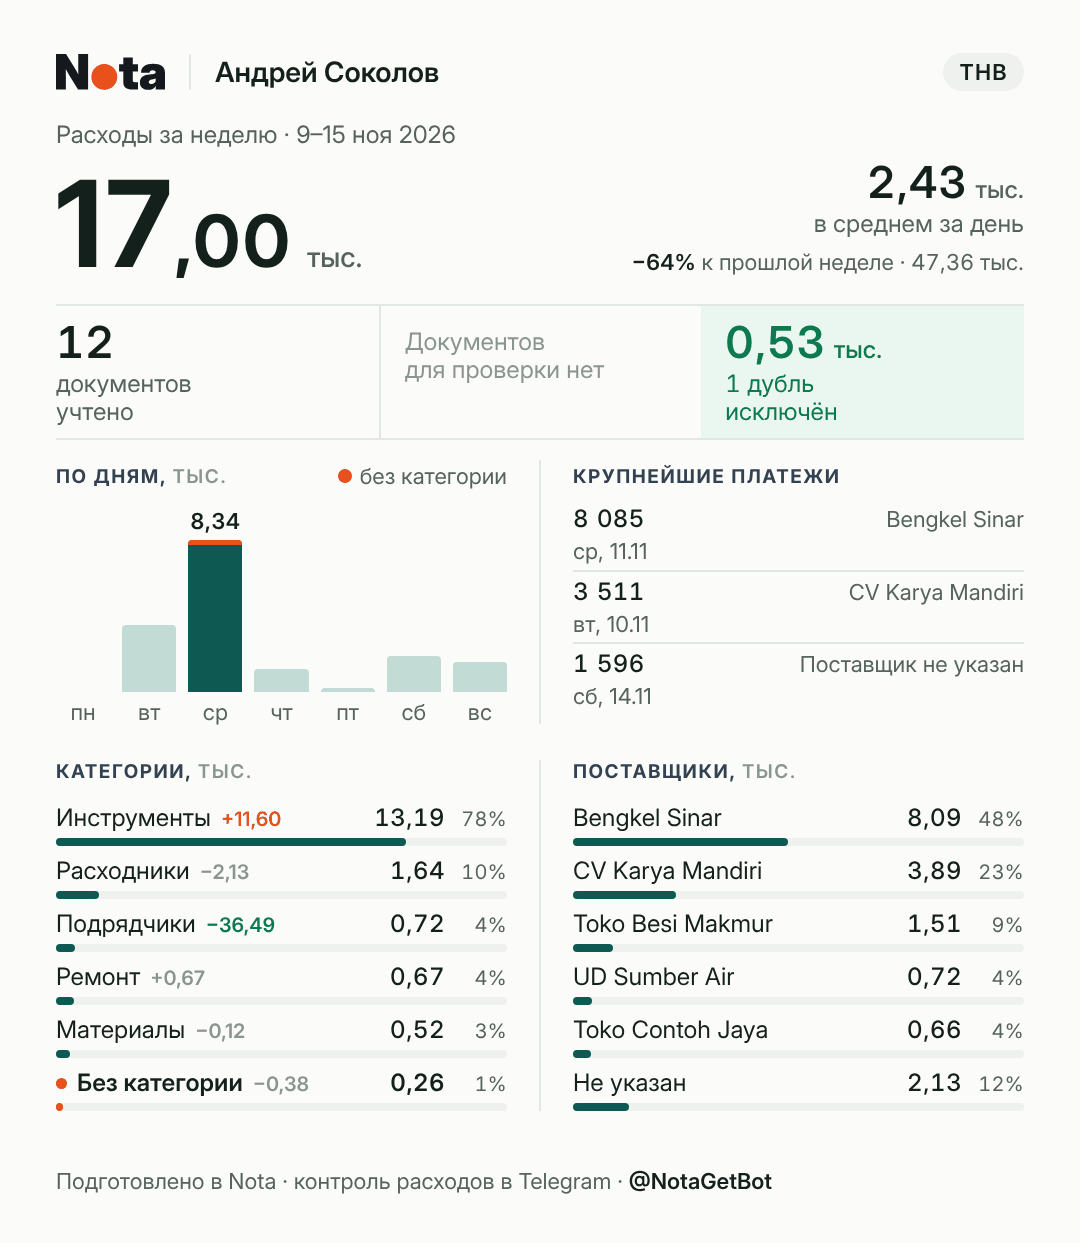 Nota
Андрей Соколов
THB
Расходы за неделю · 9–15 ноя 2026
17,00 тыс.
2,43 тыс.
в среднем за день
−64% к прошлой неделе · 47,36 тыс.
12
документов
учтено
Документов
для проверки нет
0,53 тыс.
1 дубль
исключён
ПО ДНЯМ, ТЫС.
без категории
8,34
пн вт ср чт пт сб вс
КРУПНЕЙШИЕ ПЛАТЕЖИ
8 085 Bengkel Sinar
ср, 11.11
3 511 CV Karya Mandiri
вт, 10.11
1 596 Поставщик не указан
сб, 14.11
КАТЕГОРИИ, ТЫС.
Инструменты +11,60 13,19 78%
Расходники −2,13 1,64 10%
Подрядчики −36,49 0,72 4%
Ремонт +0,67 0,67 4%
Материалы −0,12 0,52 3%
Без категории −0,38 0,26 1%
ПОСТАВЩИКИ, ТЫС.
Bengkel Sinar 8,09 48%
CV Karya Mandiri 3,89 23%
Toko Besi Makmur 1,51 9%
UD Sumber Air 0,72 4%
Toko Contoh Jaya 0,66 4%
Не указан 2,13 12%
Подготовлено в Nota · контроль расходов в Telegram · @NotaGetBot